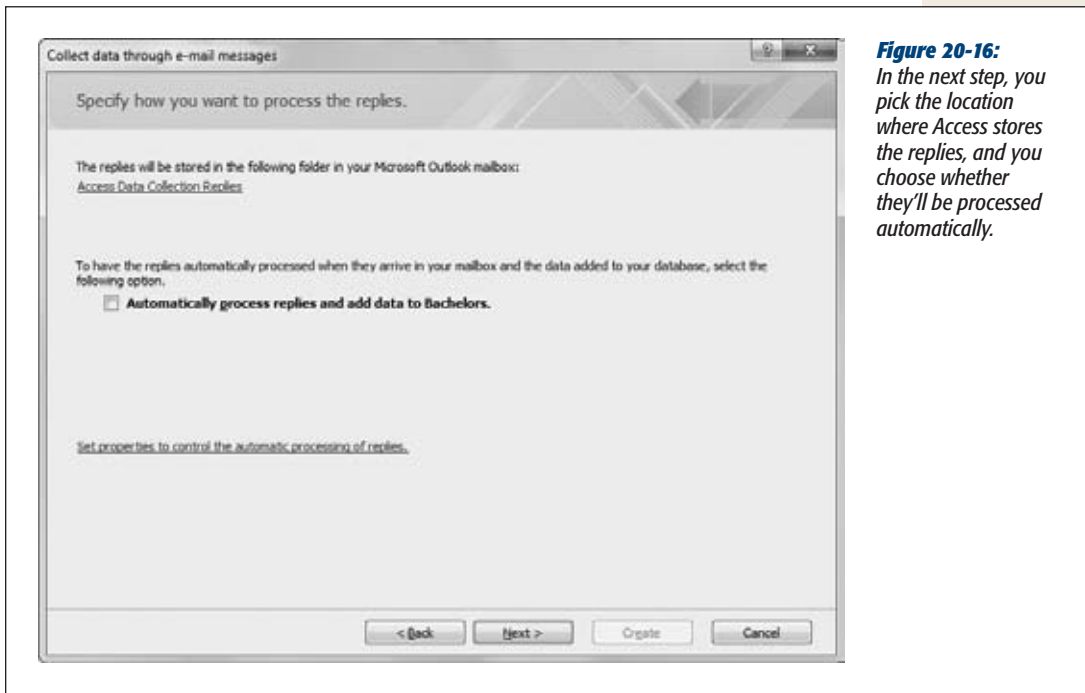 Collect data through e-mail messages
Specify how you want to process the replies.
The replies will be stored in the following folder in your Microsoft Outlook mailbox:
Access Data Collection Replies
To have the replies automatically processed when they arrive in your mailbox and the data added to your database, select the
following option.
Automatically process replies and add data to Bachelors.
Set properties to control the automatic processing of replies.
< Back
Next >
Create
Cancel
Figure 20-16:
In the next step, you
pick the location
where Access stores
the replies, and you
choose whether
they’ll be processed
automatically.